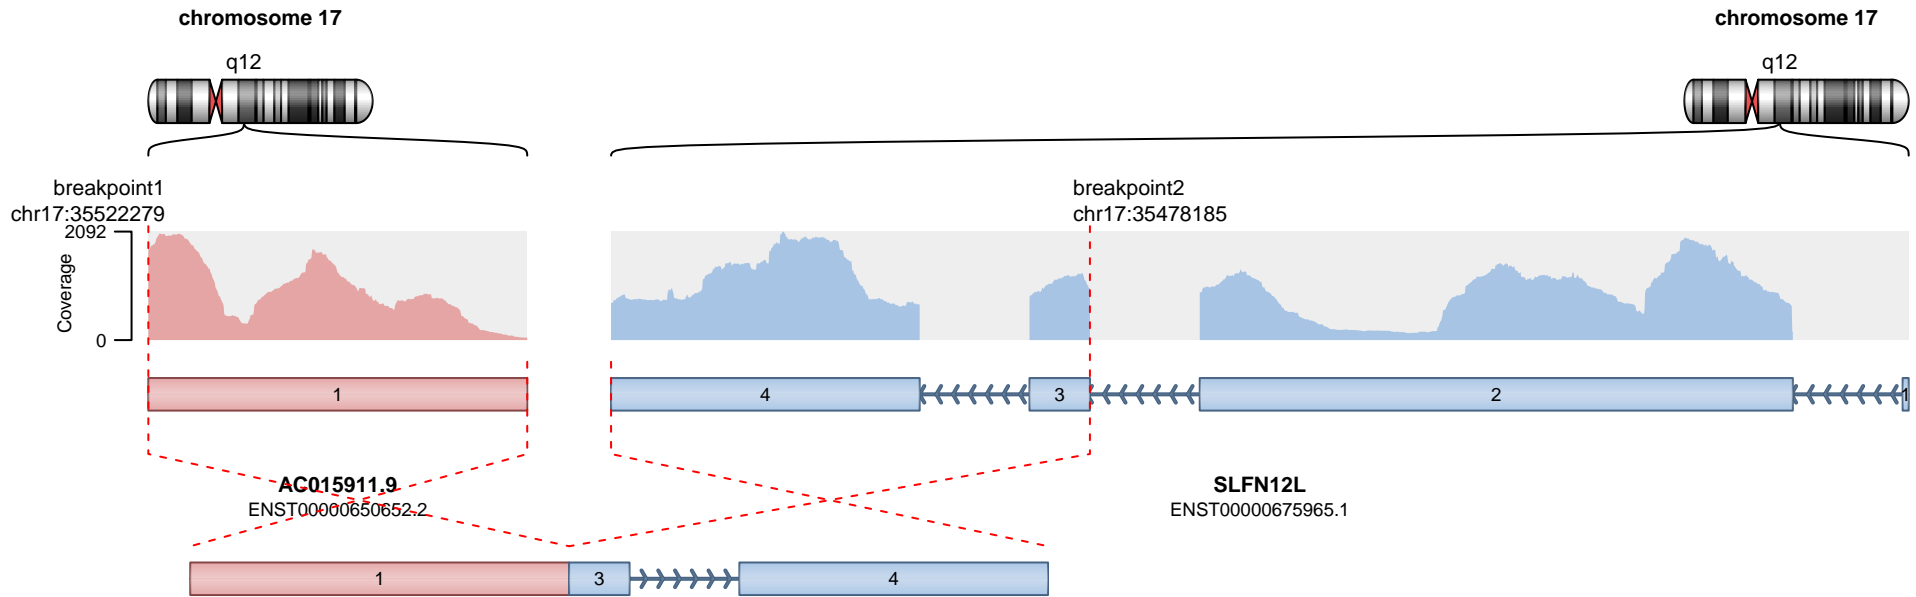 chromosome 17
chromosome 17
q12
q12
breakpoint1
chr17:35522279
breakpoint2
chr17:35478185
2092
Coverage
0
1
4
3
2
1
AC015911.9
ENST00000650652.2
SLFN12L
ENST00000675965.1
1
3
4